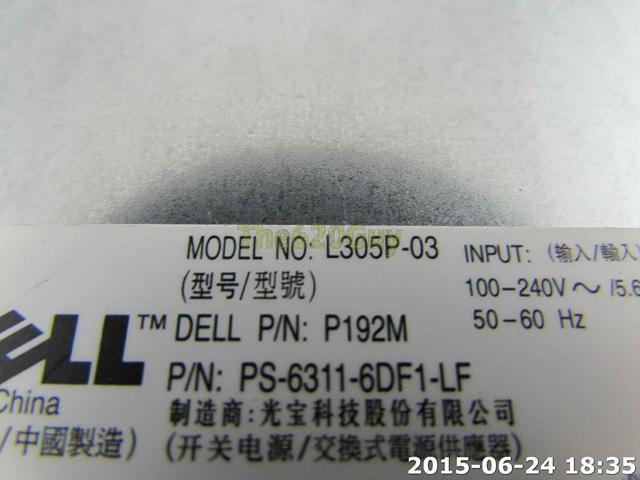 The620Guy
MODEL NO: L305P-03 INPUT: (输入/輸入)
(型号/型號) 100-240V～ /5.6
ELL™ DELL P/N: P192M 50-60 Hz
P/N: PS-6311-6DF1-LF
China 制造商:光宝科技股份有限公司
/中國製造) (开关电源/交換式電源供應器)
2015-06-24 18:35